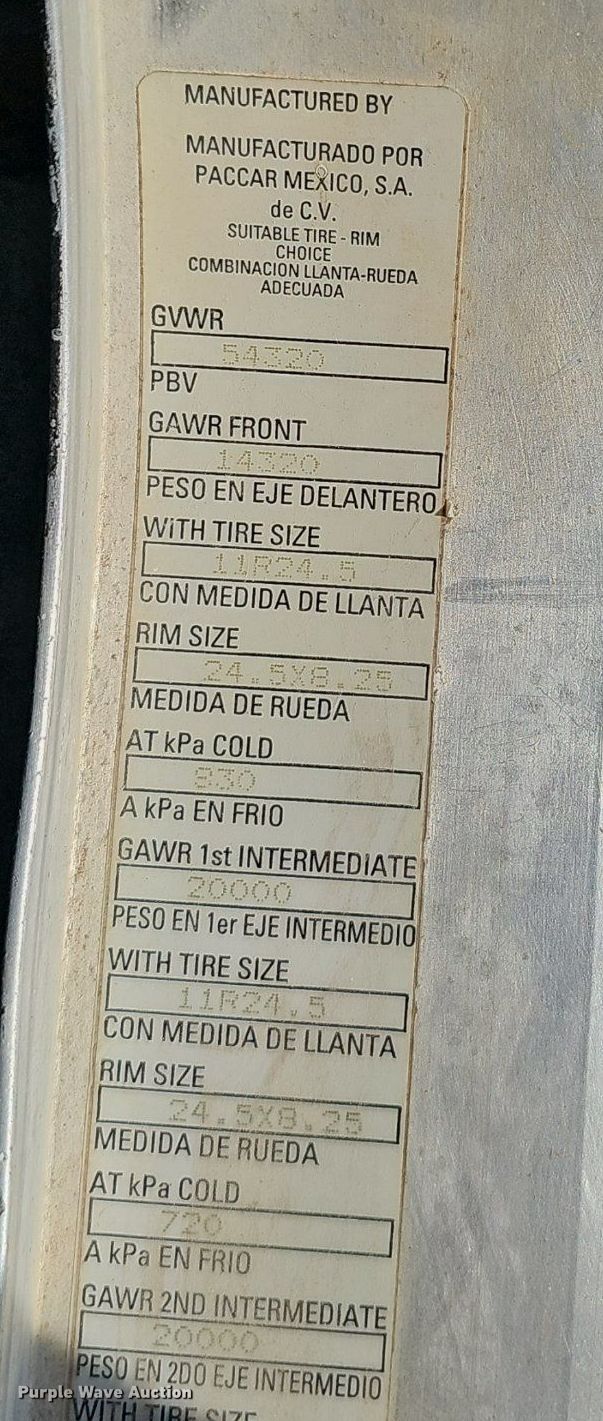 MANUFACTURED BY
MANUFACTURADO POR
PACCAR MEXICO, S.A.
de C.V.
SUITABLE TIRE - RIM
CHOICE
COMBINACION LLANTA-RUEDA
ADECUADA
GVWR
54320
PBV
GAWR FRONT
14320
PESO EN EJE DELANTERO
WITH TIRE SIZE
11R24.5
CON MEDIDA DE LLANTA
RIM SIZE
24.5X8.25
MEDIDA DE RUEDA
AT kPa COLD
830
A kPa EN FRIO
GAWR 1st INTERMEDIATE
20000
PESO EN 1er EJE INTERMEDIO
WITH TIRE SIZE
11R24.5
CON MEDIDA DE LLANTA
RIM SIZE
24.5X8.25
MEDIDA DE RUEDA
AT kPa COLD
720
A kPa EN FRIO
GAWR 2ND INTERMEDIATE
20000
PESO EN 2DO EJE INTERMEDIO
WITH TIRE SIZE
Purple Wave Auction